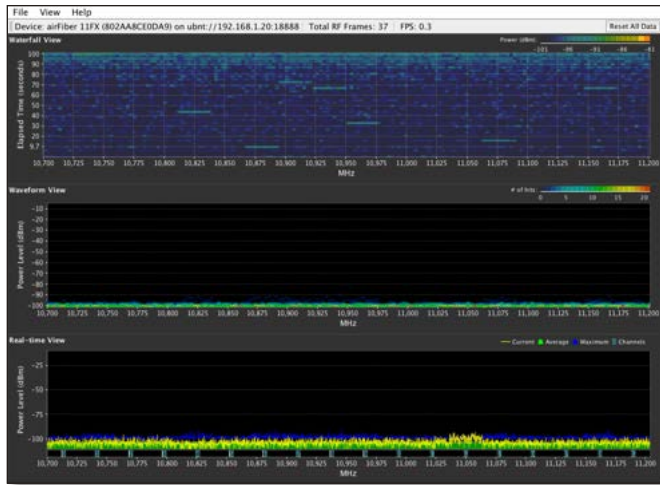 File View Help
Device: airFiber 11FX (802AA8CE0DA9) on ubnt://192.168.1.20:18888 Total RF Frames: 37 FPS: 0.3 Reset All Data
Waterfall View
Power (dBm):
-101 -96 -91 -86 -81
Elapsed Time (seconds)
100
90
80
70
60
50
40
30
20
9.7
10,700 10,725 10,750 10,775 10,800 10,825 10,850 10,875 10,900 10,925 10,950 10,975 11,000 11,025 11,050 11,075 11,100 11,125 11,150 11,175 11,200
MHz
Waveform View
# of hits:
0 5 10 15 20
Power Level (dBm)
-10
-20
-30
-40
-50
-60
-70
-80
-90
-100
10,700 10,725 10,750 10,775 10,800 10,825 10,850 10,875 10,900 10,925 10,950 10,975 11,000 11,025 11,050 11,075 11,100 11,125 11,150 11,175 11,200
MHz
Real-time View
Current Average Maximum Channels
Power Level (dBm)
-25
-50
-75
-100
10,700 10,725 10,750 10,775 10,800 10,825 10,850 10,875 10,900 10,925 10,950 10,975 11,000 11,025 11,050 11,075 11,100 11,125 11,150 11,175 11,200
MHz